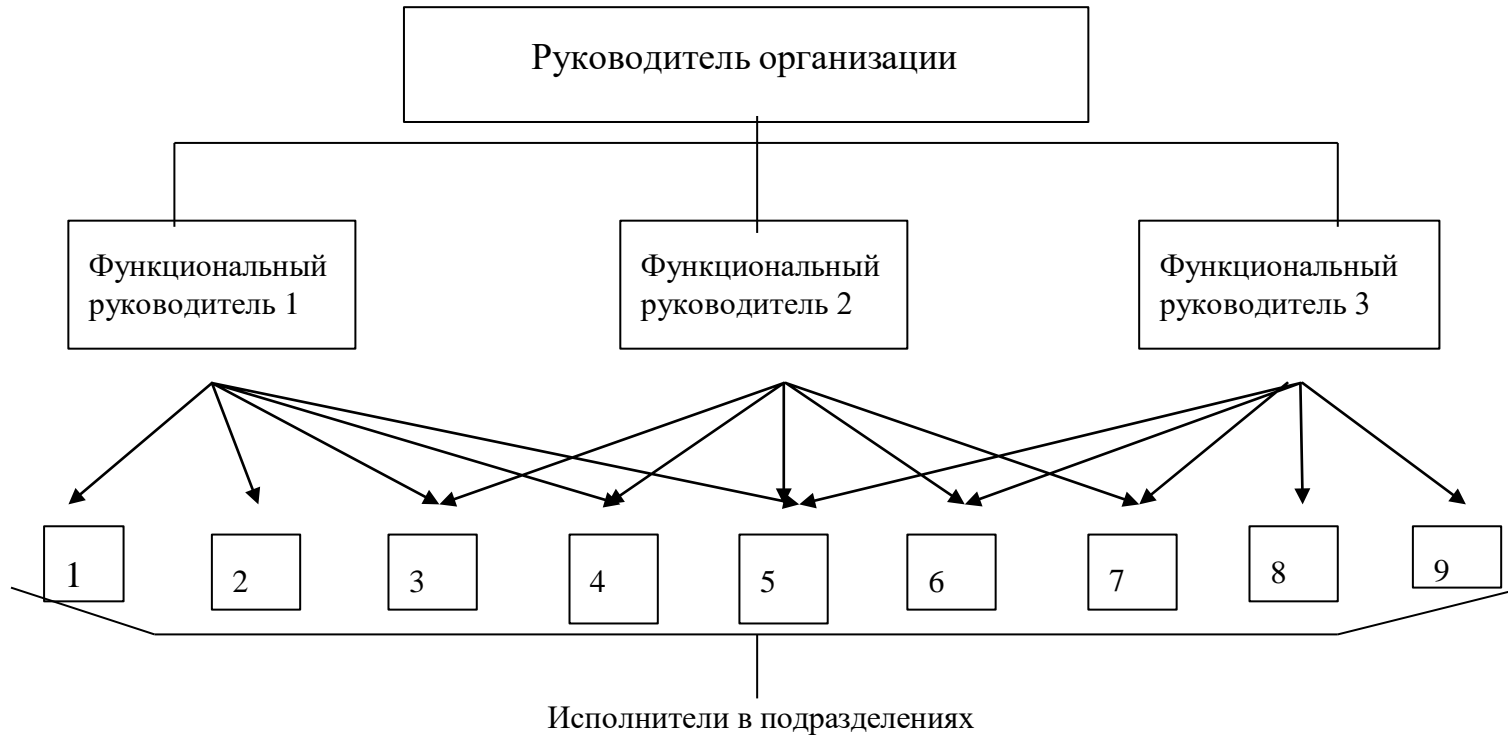 Руководитель организации
Функциональный
руководитель 1
Функциональный
руководитель 2
Функциональный
руководитель 3
1
2
3
4
5
6
7
8
9
Исполнители в подразделениях